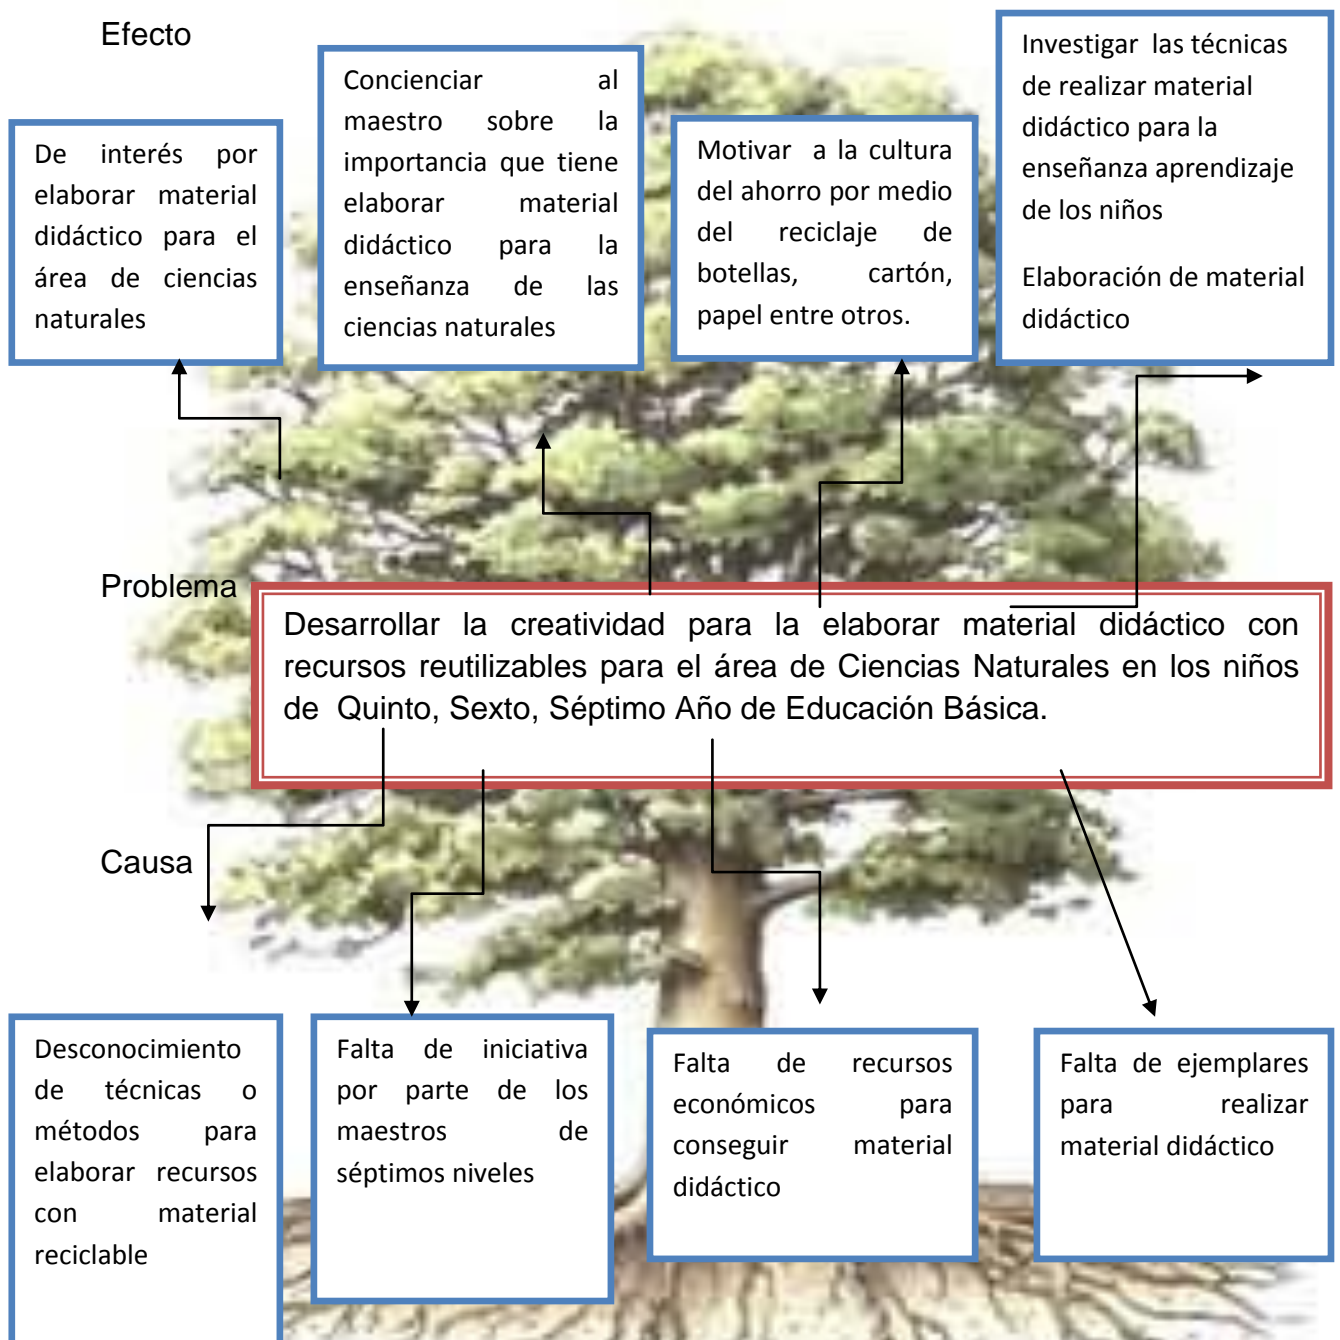 Efecto
De interés por
elaborar material
didáctico para el
área de ciencias
naturales
Concienciar al
maestro sobre la
importancia que tiene
elaborar material
didáctico para la
enseñanza de las
ciencias naturales
Motivar a la cultura
del ahorro por medio
del reciclaje de
botellas, cartón,
papel entre otros.
Investigar las técnicas
de realizar material
didáctico para la
enseñanza aprendizaje
de los niños
Elaboración de material
didáctico
Problema
Desarrollar la creatividad para la elaborar material didáctico con
recursos reutilizables para el área de Ciencias Naturales en los niños
de Quinto, Sexto, Séptimo Año de Educación Básica.
Causa
Desconocimiento
de técnicas o
métodos para
elaborar recursos
con material
reciclable
Falta de iniciativa
por parte de los
maestros de
séptimos niveles
Falta de recursos
económicos para
conseguir material
didáctico
Falta de ejemplares
para realizar
material didáctico